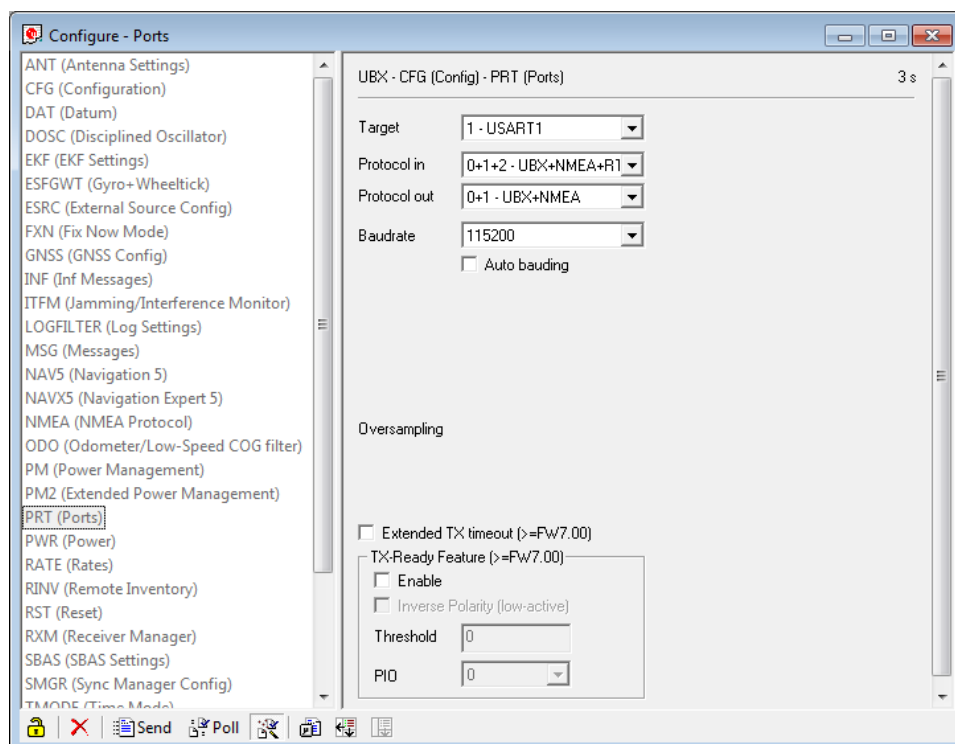 Configure - Ports
ANT (Antenna Settings)
CFG (Configuration)
DAT (Datum)
DOSC (Disciplined Oscillator)
EKF (EKF Settings)
ESFGWT (Gyro+Wheeltick)
ESRC (External Source Config)
FXN (Fix Now Mode)
GNSS (GNSS Config)
INF (Inf Messages)
ITFM (Jamming/Interference Monitor)
LOGFILTER (Log Settings)
MSG (Messages)
NAV5 (Navigation 5)
NAVX5 (Navigation Expert 5)
NMEA (NMEA Protocol)
ODO (Odometer/Low-Speed COG filter)
PM (Power Management)
PM2 (Extended Power Management)
PRT (Ports)
PWR (Power)
RATE (Rates)
RINV (Remote Inventory)
RST (Reset)
RXM (Receiver Manager)
SBAS (SBAS Settings)
SMGR (Sync Manager Config)
TMODE (Time Mode)
UBX - CFG (Config) - PRT (Ports) 3 s
Target 1 - USART1
Protocol in 0+1+2 - UBX+NMEA+RT
Protocol out 0+1 - UBX+NMEA
Baudrate 115200
Auto bauding
Oversampling
Extended TX timeout (>=FW7.00)
TX-Ready Feature (>=FW7.00)
Enable
Inverse Polarity (low-active)
Threshold 0
PIO 0
Send Poll